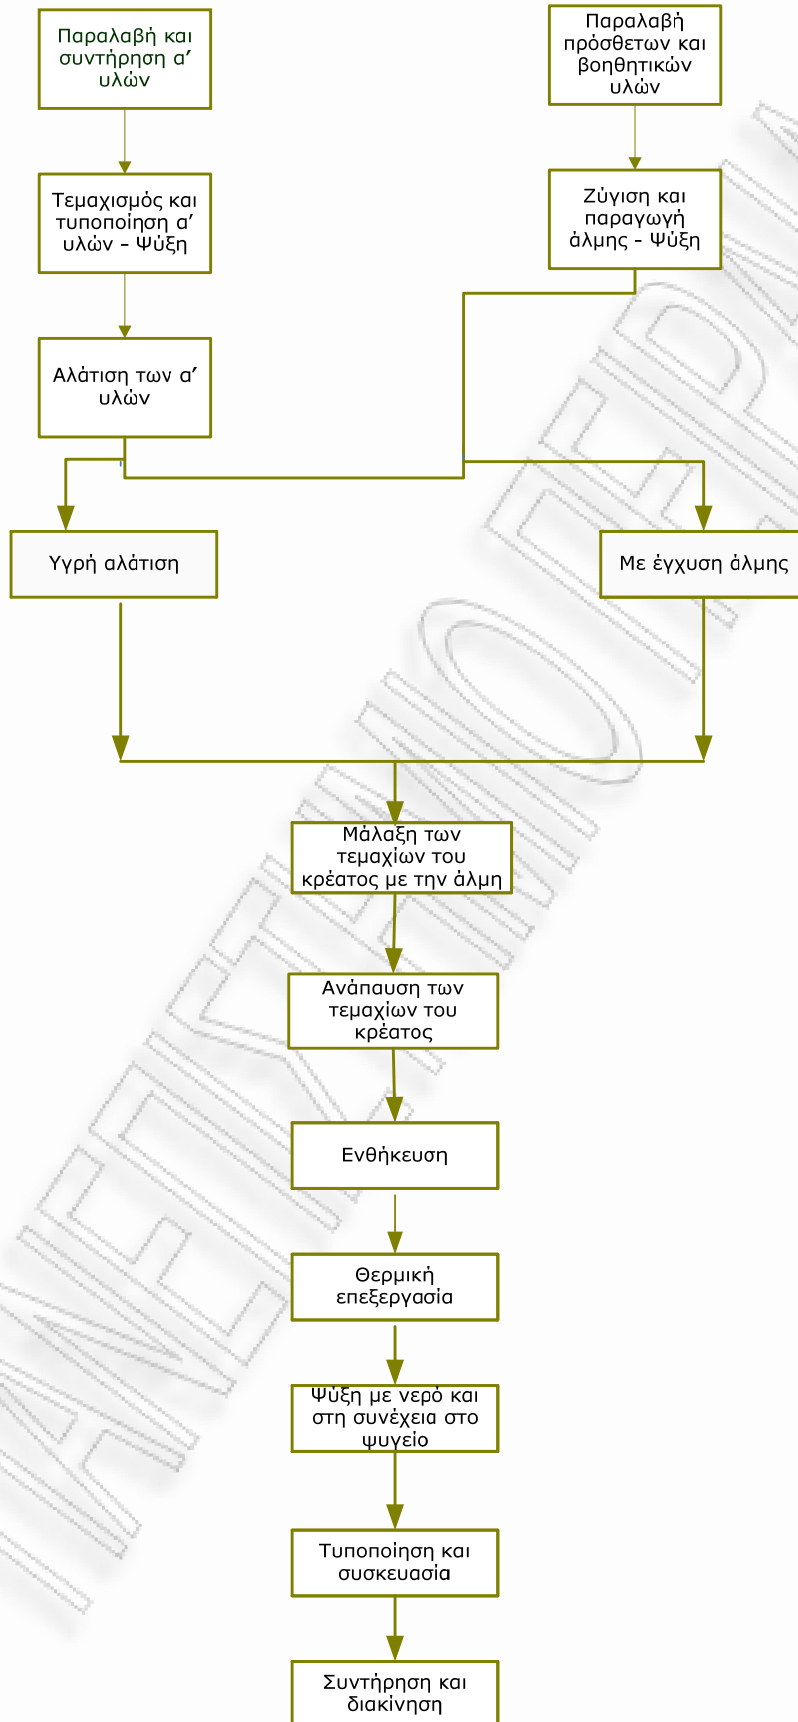 Παραλαβή και
συντήρηση α’
υλών
Παραλαβή
πρόσθετων και
βοηθητικών
υλών
Τεμαχισμός και
τυποποίηση α’
υλών - Ψύξη
Ζύγιση και
παραγωγή
άλμης - Ψύξη
Αλάτιση των α’
υλών
Υγρή αλάτιση
Με έγχυση άλμης
Μάλαξη των
τεμαχίων του
κρέατος με την άλμη
Ανάπαυση των
τεμαχίων του
κρέατος
Ενθήκευση
Θερμική
επεξεργασία
Ψύξη με νερό και
στη συνέχεια στο
ψυγείο
Τυποποίηση και
συσκευασία
Συντήρηση και
διακίνηση